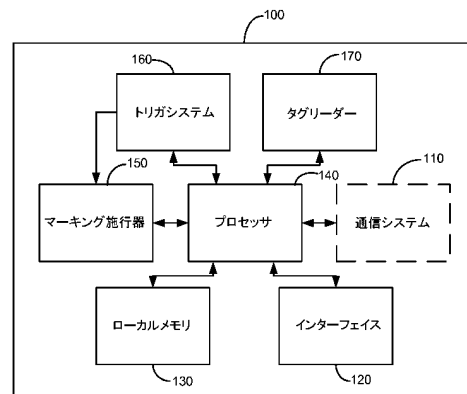 100
160
170
トリガシステム
タグリーダー
150
140
110
マーキング施行器
プロセッサ
通信システム
ローカルメモリ
インターフェイス
130
120